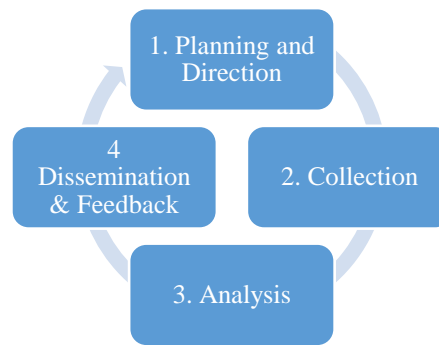 1. Planning and
Direction
2. Collection
3. Analysis
4
Dissemination
& Feedback